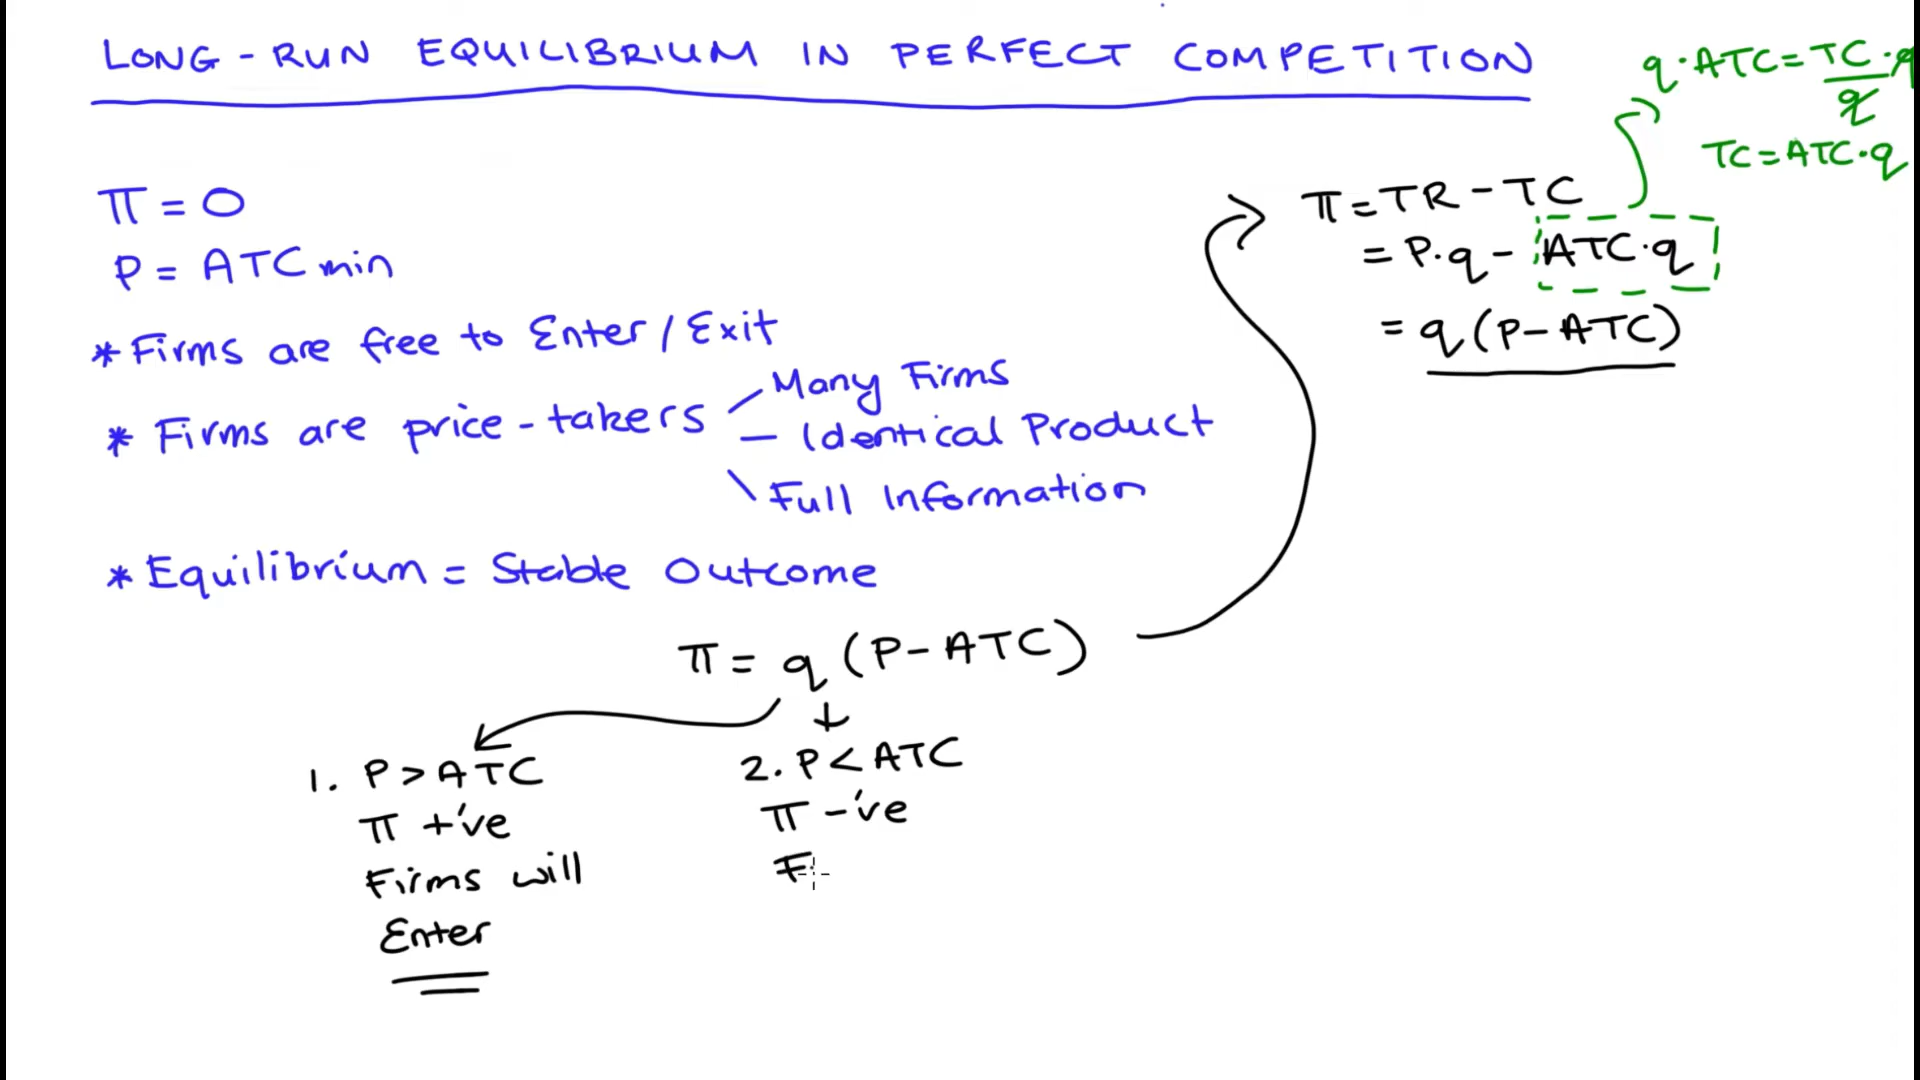 LONG-RUN EQUILIBRIUM IN PERFECT COMPETITION
q·ATC=TC·q
q
TC=ATC·q
π=0
P=ATCmin
* Firms are free to Enter/Exit
* Firms are price-takers
Many Firms
- Identical Product
Full Information
* Equilibrium = Stable Outcome
π=TR-TC
=P·q-ATC·q
=q(P-ATC)
π=q(P-ATC)
1. P>ATC
π +'ve
Firms will
Enter
2. P<ATC
π -'ve
F